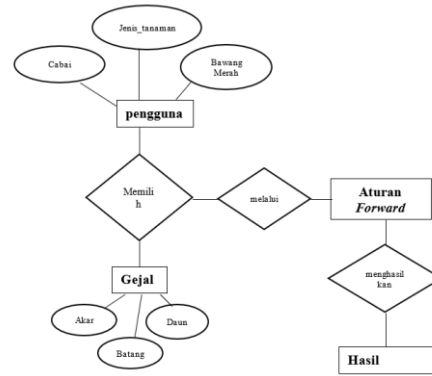 Jenis_tanaman
Cabai
Bawang
Merah
pengguna
Memili
h
melalui
Aturan
Forward
Gejal
menghasil
kan
Akar
Daun
Batang
Hasil